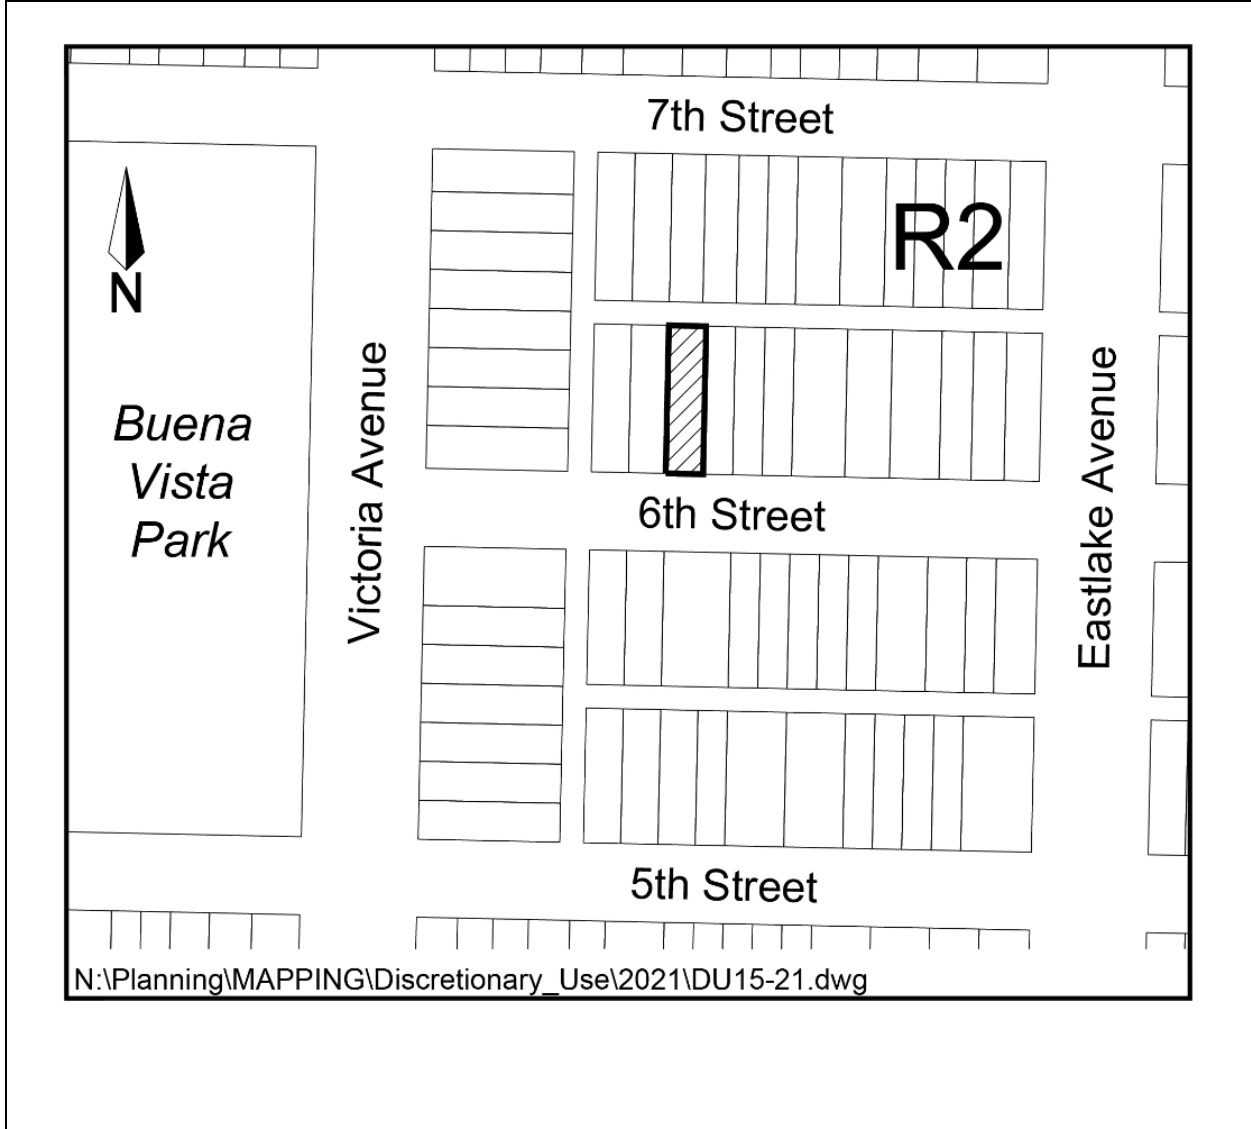 7th Street
R2
N
Buena
Vista
Park
Victoria Avenue
6th Street
Eastlake Avenue
5th Street
N:\Planning\MAPPING\Discretionary_Use\2021\DU15-21.dwg